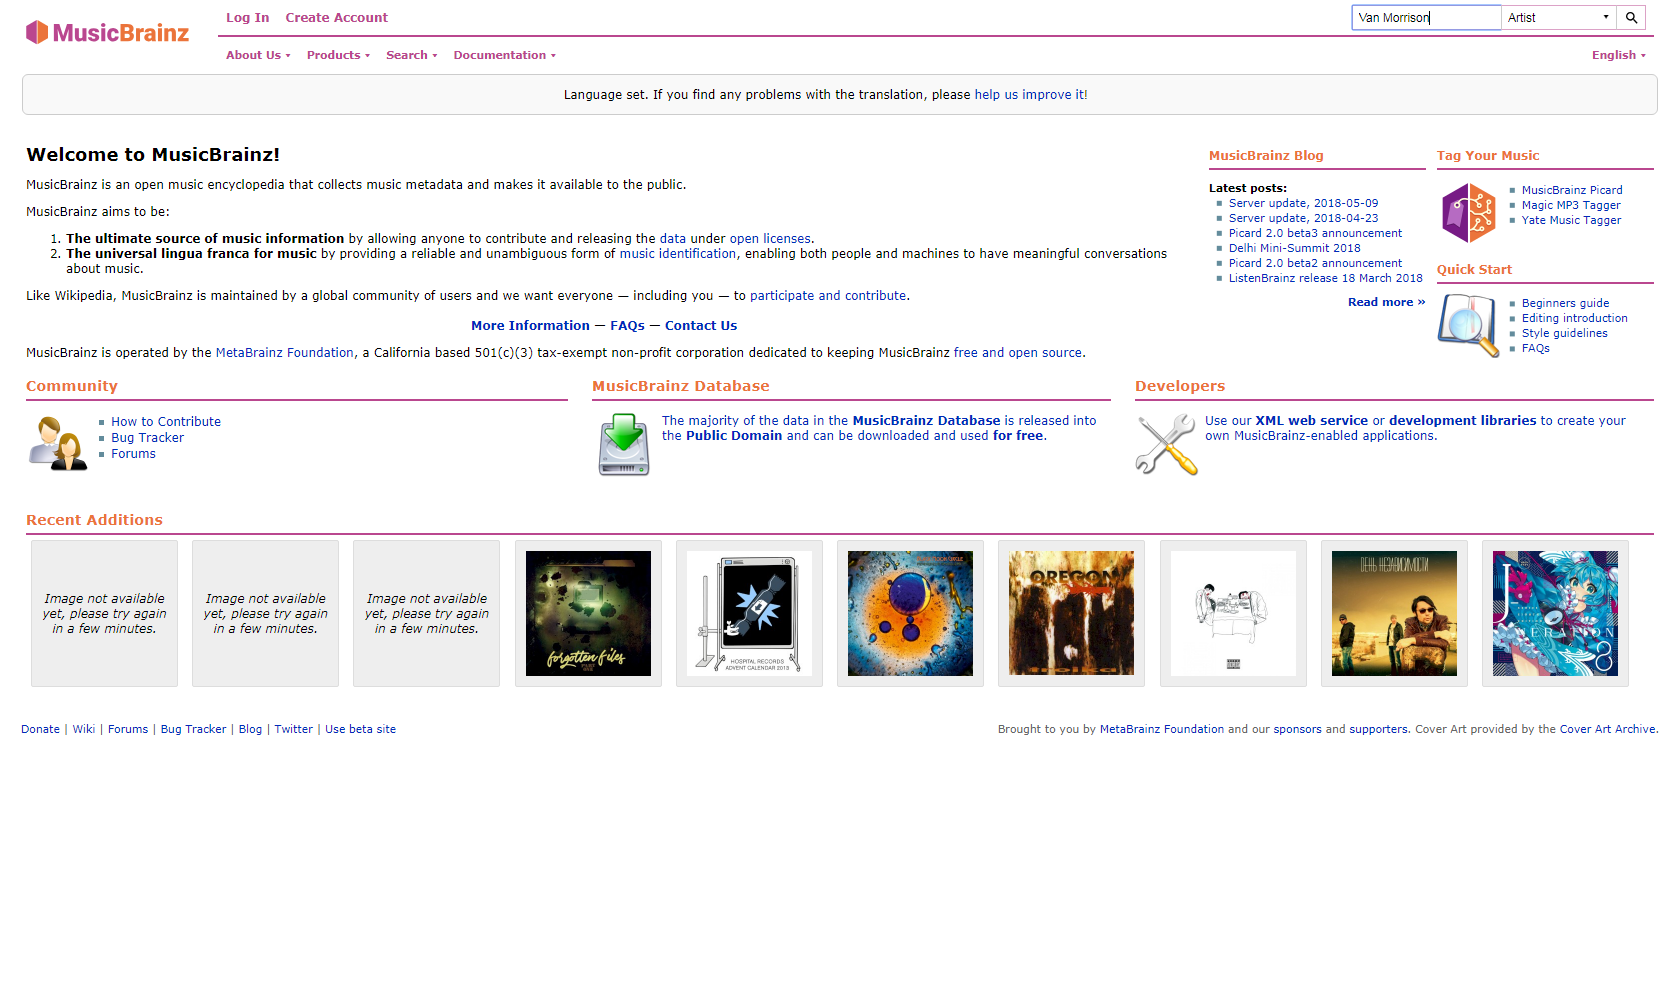 MusicBrainz
Log In Create Account
Van Morrison Artist
About Us Products Search Documentation English
Language set. If you find any problems with the translation, please help us improve it!
Welcome to MusicBrainz!
MusicBrainz is an open music encyclopedia that collects music metadata and makes it available to the public.
MusicBrainz aims to be:
1. The ultimate source of music information by allowing anyone to contribute and releasing the data under open licenses.
2. The universal lingua franca for music by providing a reliable and unambiguous form of music identification, enabling both people and machines to have meaningful conversations
about music.
Like Wikipedia, MusicBrainz is maintained by a global community of users and we want everyone — including you — to participate and contribute.
More Information — FAQs — Contact Us
MusicBrainz is operated by the MetaBrainz Foundation, a California based 501(c)(3) tax-exempt non-profit corporation dedicated to keeping MusicBrainz free and open source.
MusicBrainz Blog
Latest posts:
Server update, 2018-05-09
Server update, 2018-04-23
Picard 2.0 beta3 announcement
Delhi Mini-Summit 2018
Picard 2.0 beta2 announcement
ListenBrainz release 18 March 2018
Read more »
Tag Your Music
MusicBrainz Picard
Magic MP3 Tagger
Yate Music Tagger
Quick Start
Beginners guide
Editing introduction
Style guidelines
FAQs
Community
How to Contribute
Bug Tracker
Forums
MusicBrainz Database
The majority of the data in the MusicBrainz Database is released into
the Public Domain and can be downloaded and used for free.
Developers
Use our XML web service or development libraries to create your
own MusicBrainz-enabled applications.
Recent Additions
Image not available
yet, please try again
in a few minutes.
Image not available
yet, please try again
in a few minutes.
Image not available
yet, please try again
in a few minutes.
forgotten files
HOSPITAL RECORDS
ADVENT CALENDAR 2013
OREGON
ДЕНЬ НЕЗАВИСИМОСТИ
Donate | Wiki | Forums | Bug Tracker | Blog | Twitter | Use beta site
Brought to you by MetaBrainz Foundation and our sponsors and supporters. Cover Art provided by the Cover Art Archive.